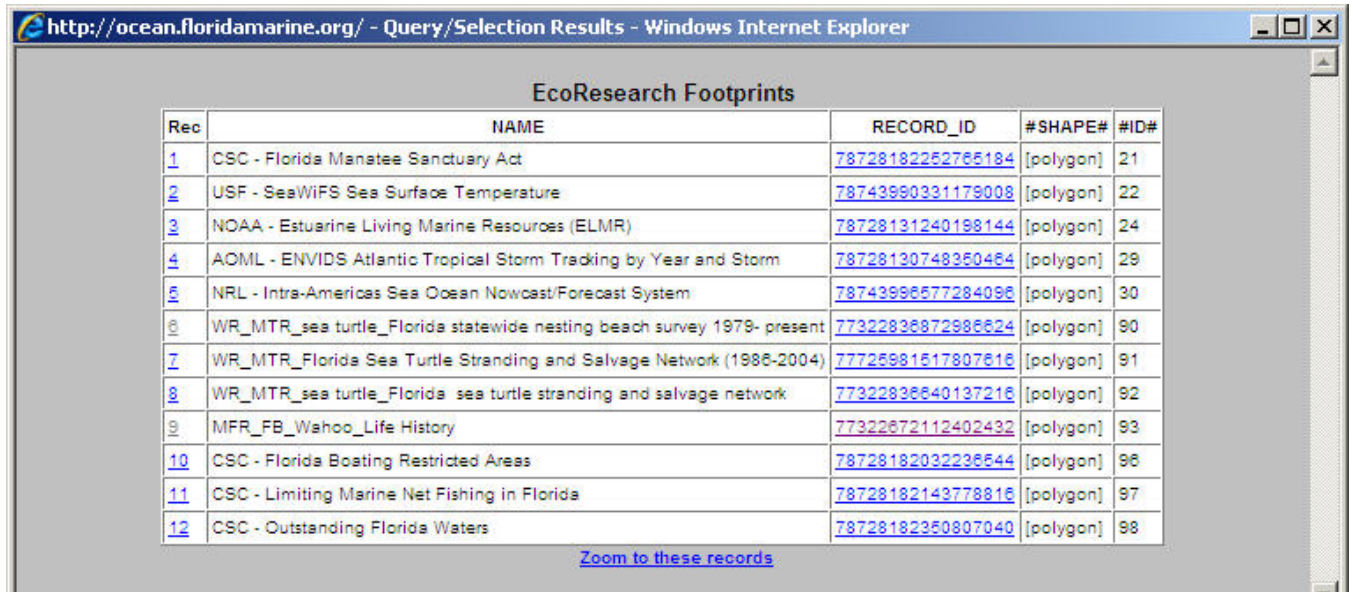 http://ocean.floridamarine.org/ - Query/Selection Results - Windows Internet Explorer
EcoResearch Footprints
Rec NAME RECORD_ID #SHAPE# #ID#
1 CSC - Florida Manatee Sanctuary Act 78728182252765184 [polygon] 21
2 USF - SeaWiFS Sea Surface Temperature 78743990331179008 [polygon] 22
3 NOAA - Estuarine Living Marine Resources (ELMR) 78728131240198144 [polygon] 24
4 AOML - ENVIDS Atlantic Tropical Storm Tracking by Year and Storm 78728130748350464 [polygon] 29
5 NRL - Intra-Americas Sea Ocean Nowcast/Forecast System 78743996577284096 [polygon] 30
6 WR_MTR_sea turtle_Florida statewide nesting beach survey 1979- present 77322836872986624 [polygon] 90
7 WR_MTR_Florida Sea Turtle Stranding and Salvage Network (1986-2004) 77725981517807616 [polygon] 91
8 WR_MTR_sea turtle_Florida sea turtle stranding and salvage network 77322836640137216 [polygon] 92
9 MFR_FB_Wahoo_Life History 77322672112402432 [polygon] 93
10 CSC - Florida Boating Restricted Areas 78728182032236544 [polygon] 96
11 CSC - Limiting Marine Net Fishing in Florida 78728182143778816 [polygon] 97
12 CSC - Outstanding Florida Waters 78728182350807040 [polygon] 98
Zoom to these records